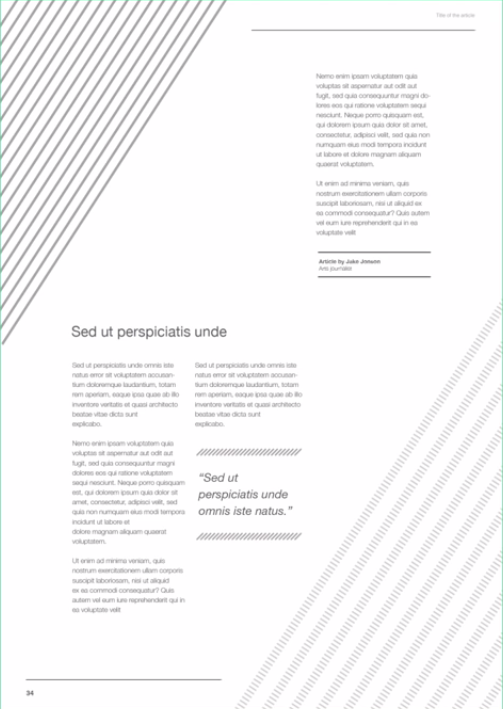 Title of the article
Nemo enim ipsam voluptatem quia
voluptas sit aspernatur aut odit aut
fugit, sed quia consequuntur magni do-
lores eos qui ratione voluptatem sequi
nesciunt. Neque porro quisquam est,
qui dolorem ipsum quia dolor sit amet,
consectetur, adipisci velit, sed quia non
numquam eius modi tempora incidunt
ut labore et dolore magnam aliquam
quaerat voluptatem.
Ut enim ad minima veniam, quis
nostrum exercitationem ullam corporis
suscipit laboriosam, nisi ut aliquid ex
ea commodi consequatur? Quis autem
vel eum iure reprehenderit qui in ea
voluptate velit
Article by Jake Jonson
Arts journalist
Sed ut perspiciatis unde
Sed ut perspiciatis unde omnis iste
natus error sit voluptatem accusan-
tium doloremque laudantium, totam
rem aperiam, eaque ipsa quae ab illo
inventore veritatis et quasi architecto
beatae vitae dicta sunt
explicabo.
Nemo enim ipsam voluptatem quia
voluptas sit aspernatur aut odit aut
fugit, sed quia consequuntur magni
dolores eos qui ratione voluptatem
sequi nesciunt. Neque porro quisquam
est, qui dolorem ipsum quia dolor sit
amet, consectetur, adipisci velit, sed
quia non numquam eius modi tempora
incidunt ut labore et
dolore magnam aliquam quaerat
voluptatem.
Ut enim ad minima veniam, quis
nostrum exercitationem ullam corporis
suscipit laboriosam, nisi ut aliquid
ex ea commodi consequatur? Quis
autem vel eum iure reprehenderit qui in
ea voluptate velit
Sed ut perspiciatis unde omnis iste
natus error sit voluptatem accusan-
tium doloremque laudantium, totam
rem aperiam, eaque ipsa quae ab illo
inventore veritatis et quasi architecto
beatae vitae dicta sunt
explicabo.
“Sed ut
perspiciatis unde
omnis iste natus.”
34